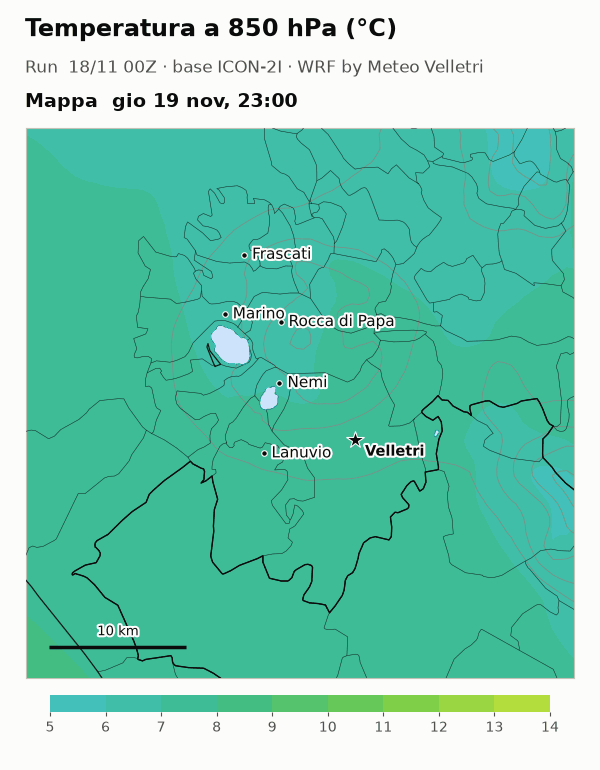 Temperatura a 850 hPa (°C)
Run  18/11 00Z · base ICON-2I · WRF by Meteo Velletri
Mappa  gio 19 nov, 23:00
Frascati
Marino
Rocca di Papa
Nemi
Velletri
Lanuvio
10 km
5 6 7 8 9 10 11 12 13 14